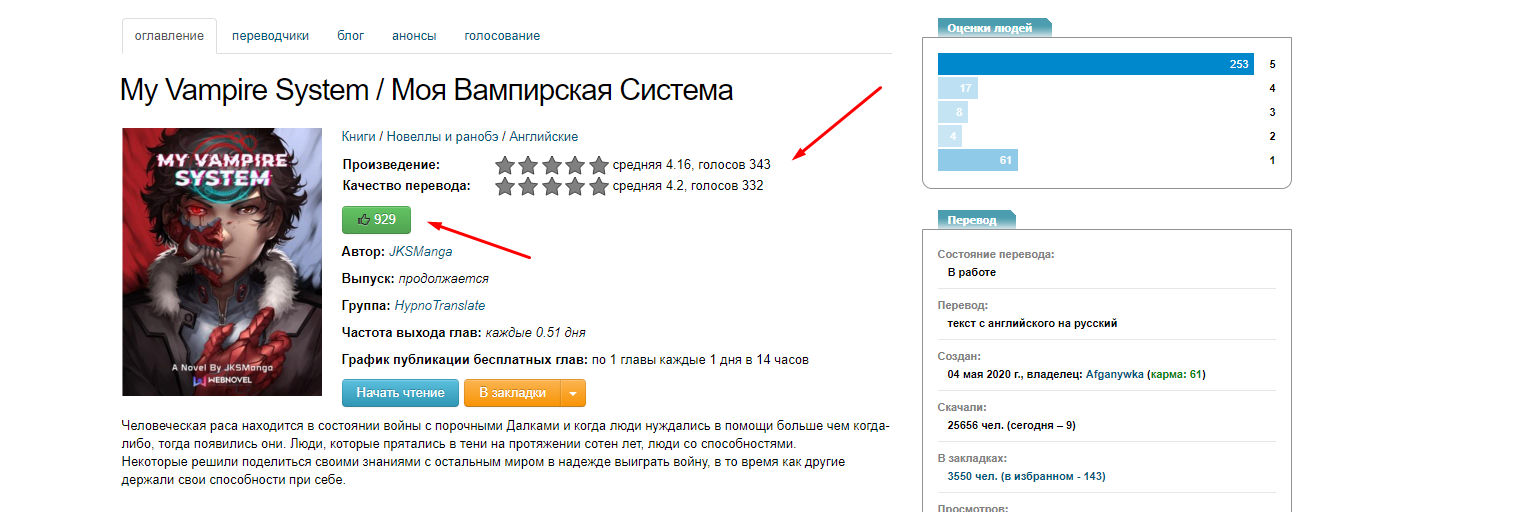 оглавление переводчики блог анонсы голосование
My Vampire System / Моя Вампирская Система
MY VAMPIRE
SYSTEM
A Novel By JKSManga
WEBNOVEL
Книги / Новеллы и ранобэ / Английские
Произведение: средняя 4.16, голосов 343
Качество перевода: средняя 4.2, голосов 332
929
Автор: JKSManga
Выпуск: продолжается
Группа: HypnoTranslate
Частота выхода глав: каждые 0.51 дня
График публикации бесплатных глав: по 1 главы каждые 1 дня в 14 часов
Начать чтение В закладки
Человеческая раса находится в состоянии войны с порочными Далками и когда люди нуждались в помощи больше чем когда-
либо, тогда появились они. Люди, которые прятались в тени на протяжении сотен лет, люди со способностями.
Некоторые решили поделиться своими знаниями с остальным миром в надежде выиграть войну, в то время как другие
держали свои способности при себе.
Оценки людей
253 5
17 4
8 3
4 2
61 1
Перевод
Состояние перевода:
В работе
Перевод:
текст с английского на русский
Создан:
04 мая 2020 г., владелец: Afganywka (карма: 61)
Скачали:
25656 чел. (сегодня – 9)
В закладках:
3550 чел. (в избранном - 143)
Просмотров: